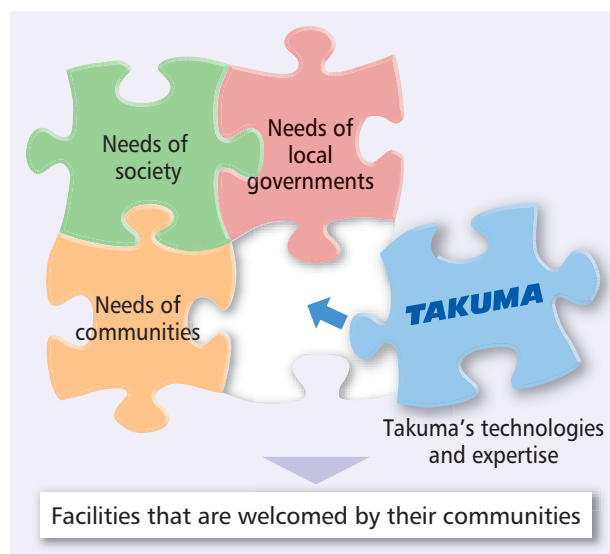 Needs of
society
Needs of
local
governments
Needs of
communities
TAKUMA
Takuma's technologies
and expertise
Facilities that are welcomed by their communities